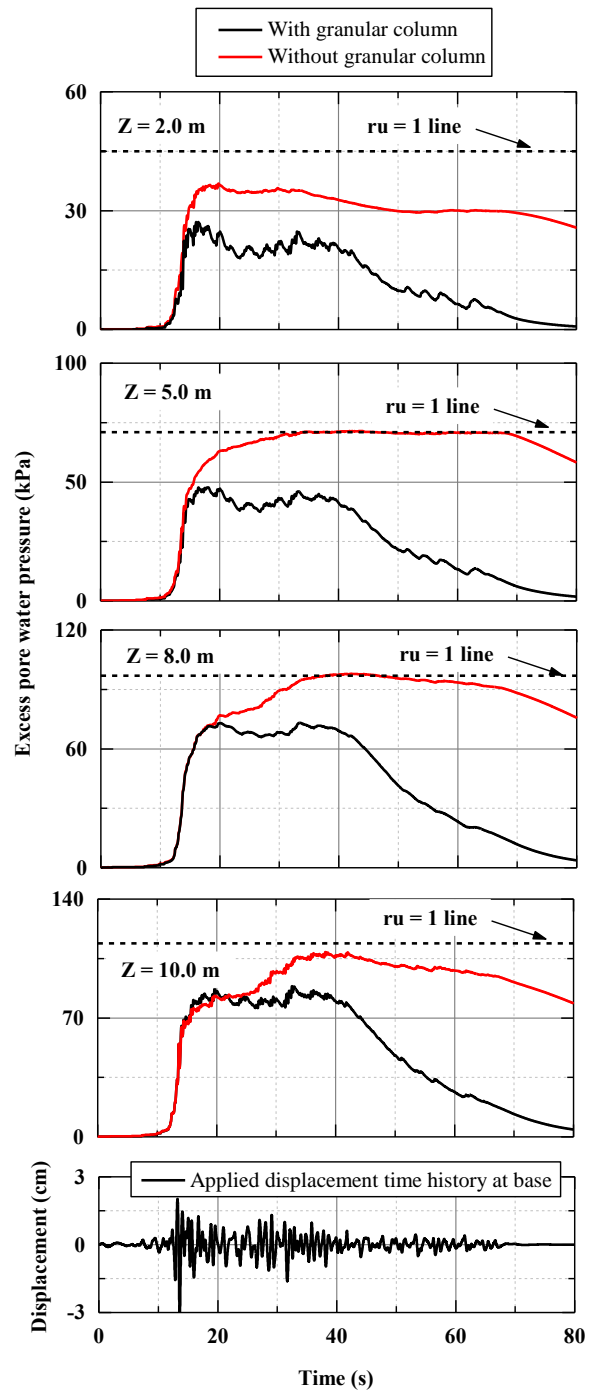 With granular column
Without granular column
Excess pore water pressure (kPa)
60
Z = 2.0 m
ru = 1 line
30
0
100
Z = 5.0 m
ru = 1 line
50
0
120
Z = 8.0 m
ru = 1 line
60
0
140
ru = 1 line
Z = 10.0 m
70
0
Displacement (cm)
3
Applied displacement time history at base
0
-3
0 20 40 60 80
Time (s)